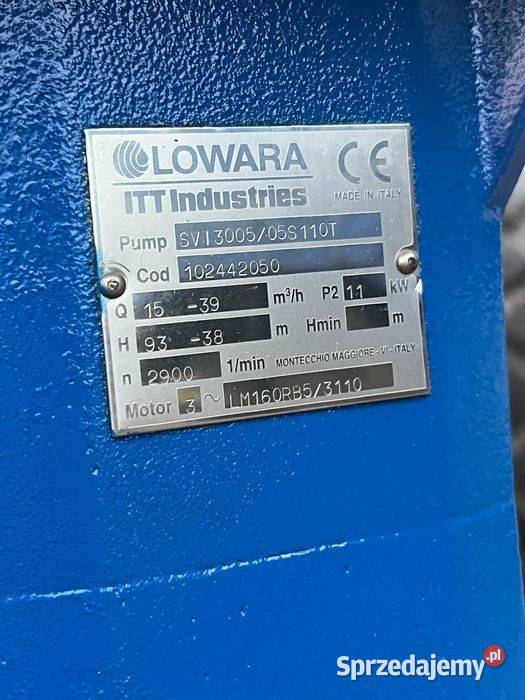 LOWARA CE
ITT Industries MADE IN ITALY
Pump SVI3005/05S110T
Cod 102442050
Q 15 -39 m³/h P2 11 kW
H 93 -38 m Hmin m
n 2900 1/min MONTECCHIO MAGGIORE - VI - ITALY
Motor 3 ~ LM160RB5/3110
Sprzedajemy.pl